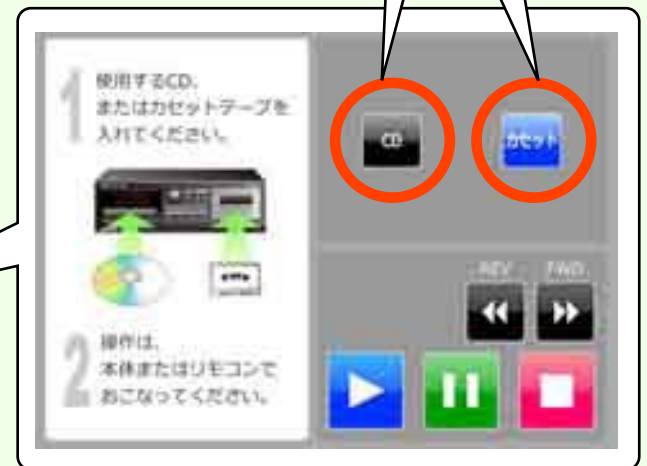 1
使用するCD、
またはカセットテープを
入れてください。
2
操作は、
本体またはリモコンで
おこなってください。
CD
カセット
REV
FWD